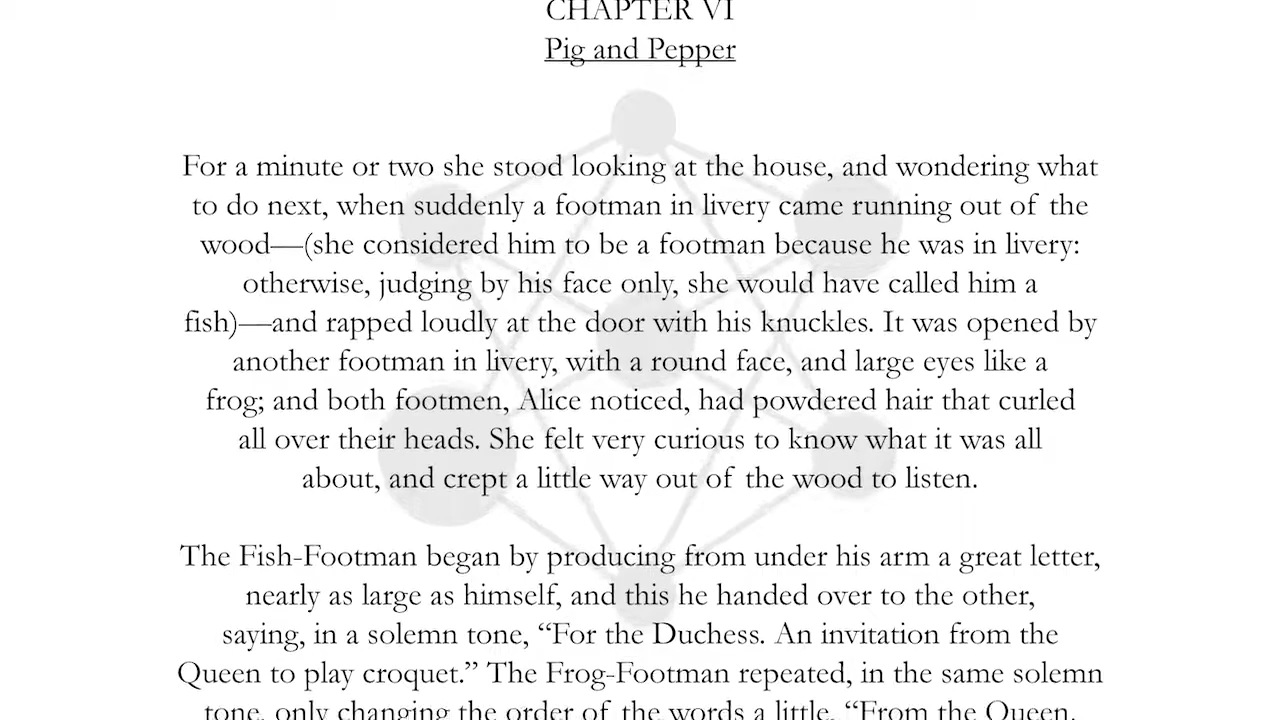 CHAPTER VI
Pig and Pepper
For a minute or two she stood looking at the house, and wondering what
to do next, when suddenly a footman in livery came running out of the
wood—(she considered him to be a footman because he was in livery:
otherwise, judging by his face only, she would have called him a
fish)—and rapped loudly at the door with his knuckles. It was opened by
another footman in livery, with a round face, and large eyes like a
frog; and both footmen, Alice noticed, had powdered hair that curled
all over their heads. She felt very curious to know what it was all
about, and crept a little way out of the wood to listen.
The Fish-Footman began by producing from under his arm a great letter,
nearly as large as himself, and this he handed over to the other,
saying, in a solemn tone, “For the Duchess. An invitation from the
Queen to play croquet.” The Frog-Footman repeated, in the same solemn
tone, only changing the order of the words a little, “From the Queen.